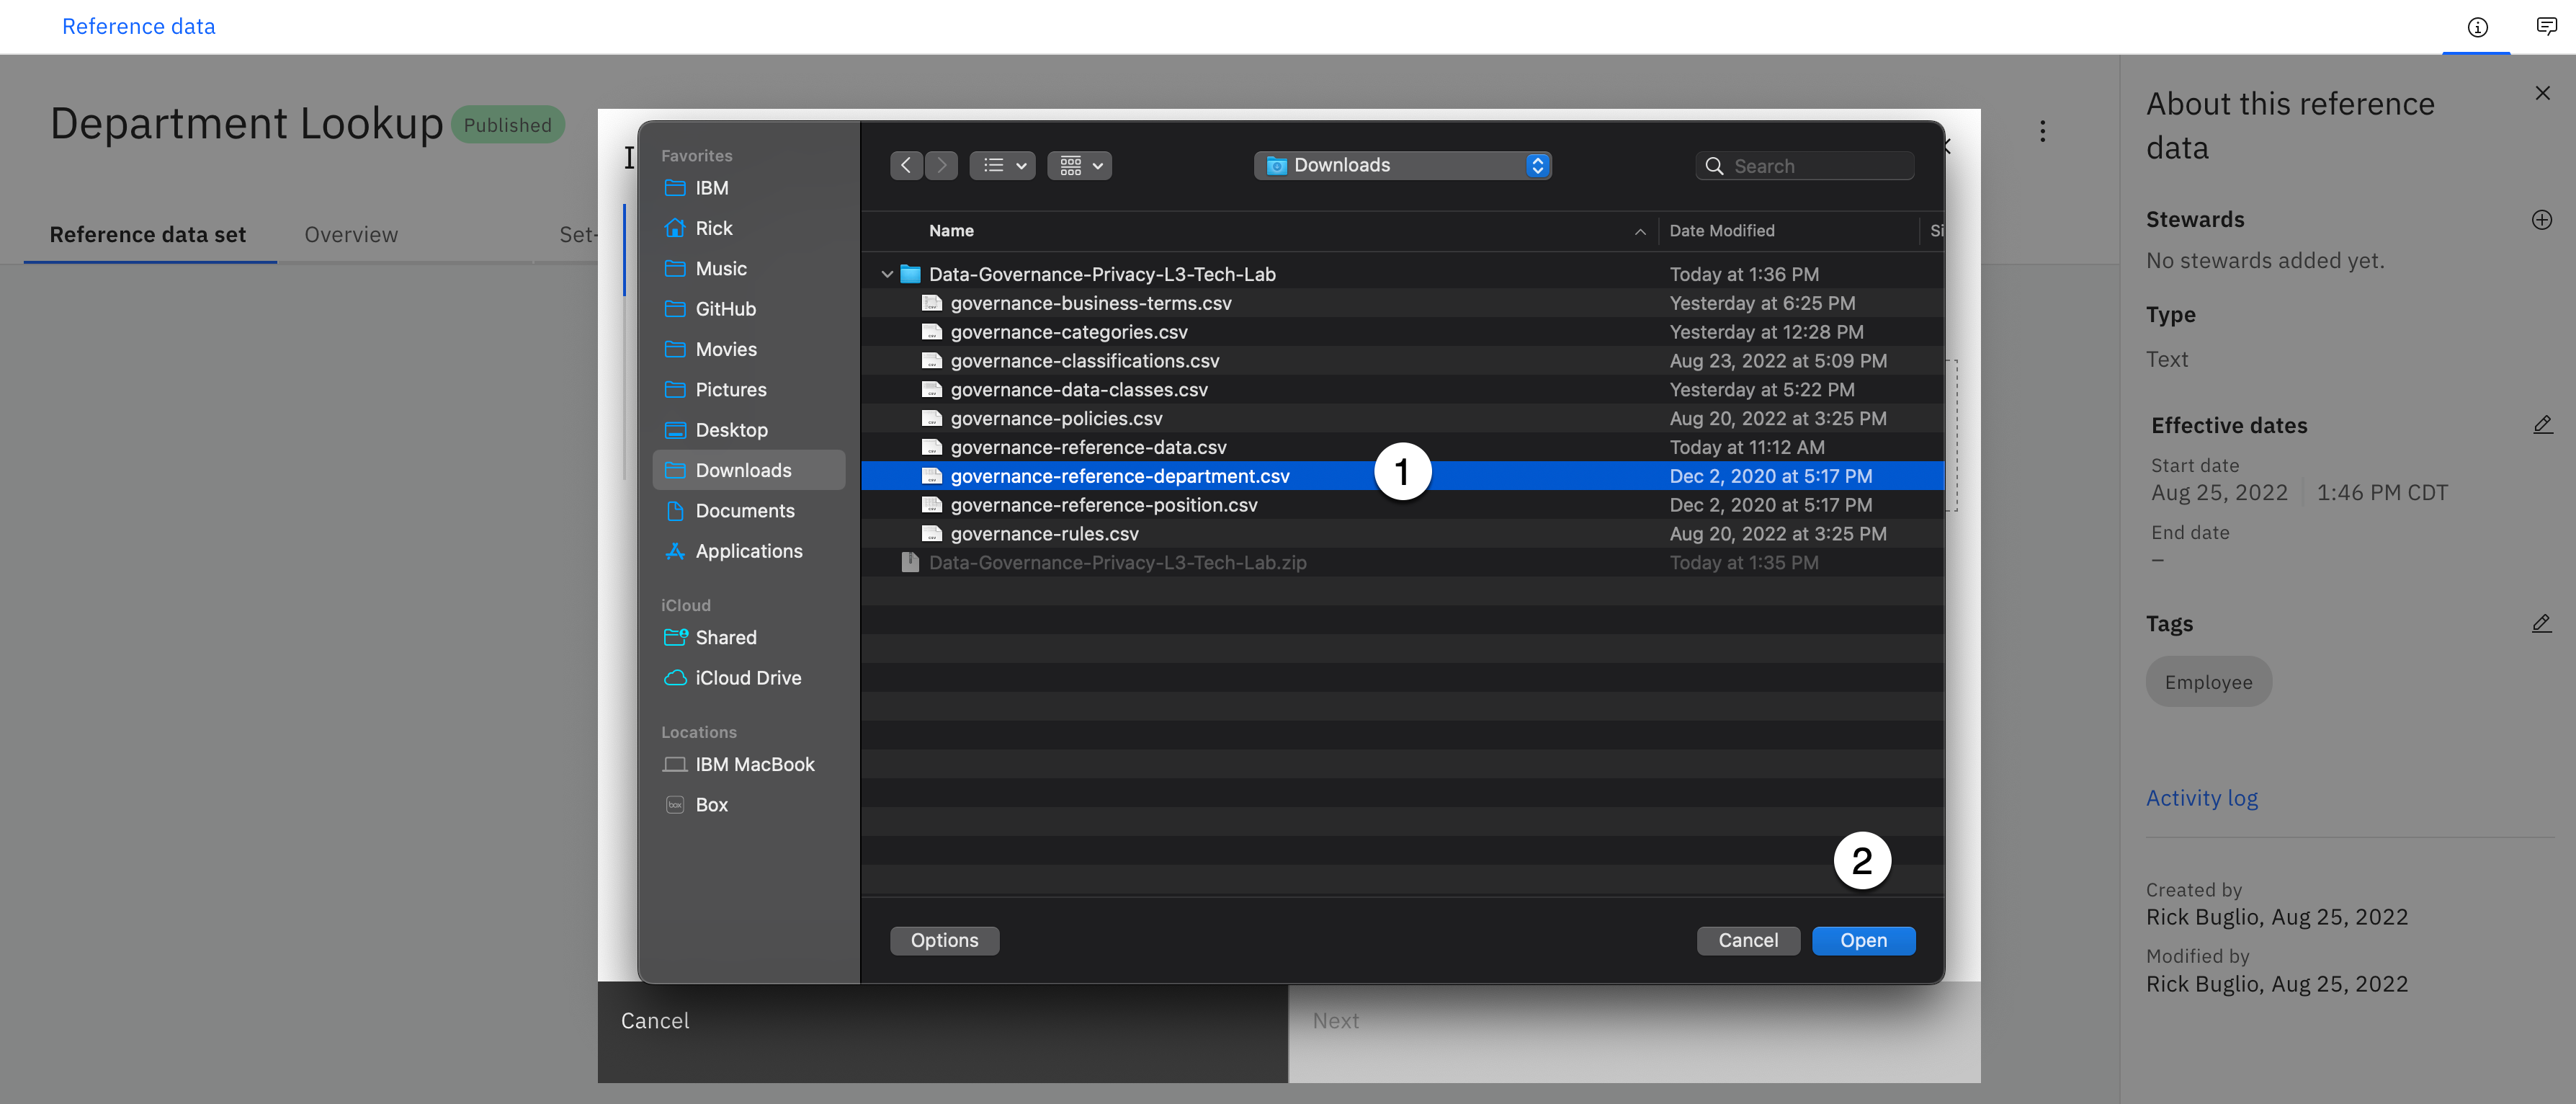 Reference data
Department Lookup Published
Reference data set Overview Set-
I
Favorites
IBM
Rick
Music
GitHub
Movies
Pictures
Desktop
Downloads
Documents
Applications
iCloud
Shared
iCloud Drive
Locations
IBM MacBook
Box
Downloads
Search
Name Date Modified Si
Data-Governance-Privacy-L3-Tech-Lab Today at 1:36 PM
governance-business-terms.csv Yesterday at 6:25 PM
governance-categories.csv Yesterday at 12:28 PM
governance-classifications.csv Aug 23, 2022 at 5:09 PM
governance-data-classes.csv Yesterday at 5:22 PM
governance-policies.csv Aug 20, 2022 at 3:25 PM
governance-reference-data.csv Today at 11:12 AM
governance-reference-department.csv 1 Dec 2, 2020 at 5:17 PM
governance-reference-position.csv Dec 2, 2020 at 5:17 PM
governance-rules.csv Aug 20, 2022 at 3:25 PM
Data-Governance-Privacy-L3-Tech-Lab.zip Today at 1:35 PM
2
Options Cancel Open
Cancel Next
About this reference
data
Stewards
No stewards added yet.
Type
Text
Effective dates
Start date
Aug 25, 2022 1:46 PM CDT
End date
–
Tags
Employee
Activity log
Created by
Rick Buglio, Aug 25, 2022
Modified by
Rick Buglio, Aug 25, 2022